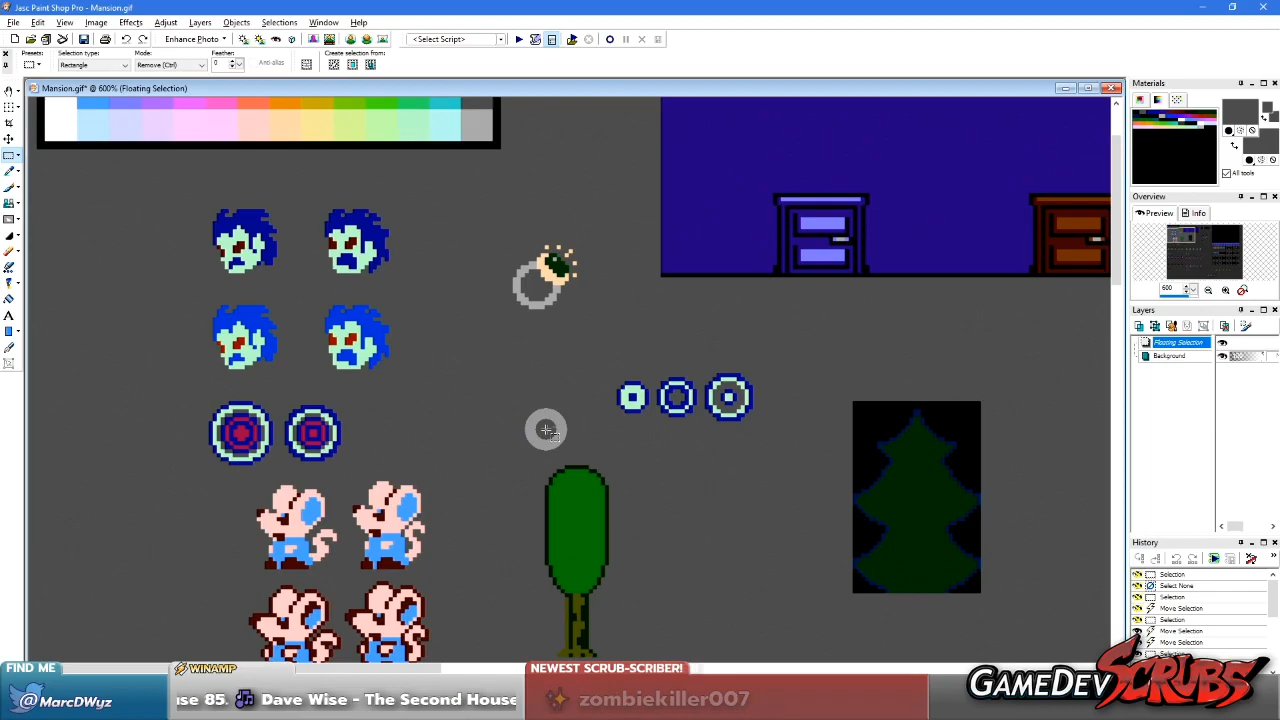 Jasc Paint Shop Pro - Mansion.gif
File Edit View Image Effects Adjust Layers Objects Selections Window Help
Enhance Photo <Select Script>
Presets: Selection type: Mode: Feather: Create selection from:
Rectangle Remove (Ctrl) 0 Anti-alias
Mansion.gif* @ 600% (Floating Selection)
Materials
All tools
Overview
Preview Info
600
Layers
Floating Selection
Background
History
Selection
Select None
Selection
Move Selection
Selection
Move Selection
Move Selection
FIND ME WINAMP NEWEST SCRUB-SCRIBER!
@MarcDWyz use 85. Dave Wise - The Second House zombiekiller007
GAMEDEV SCRUBS